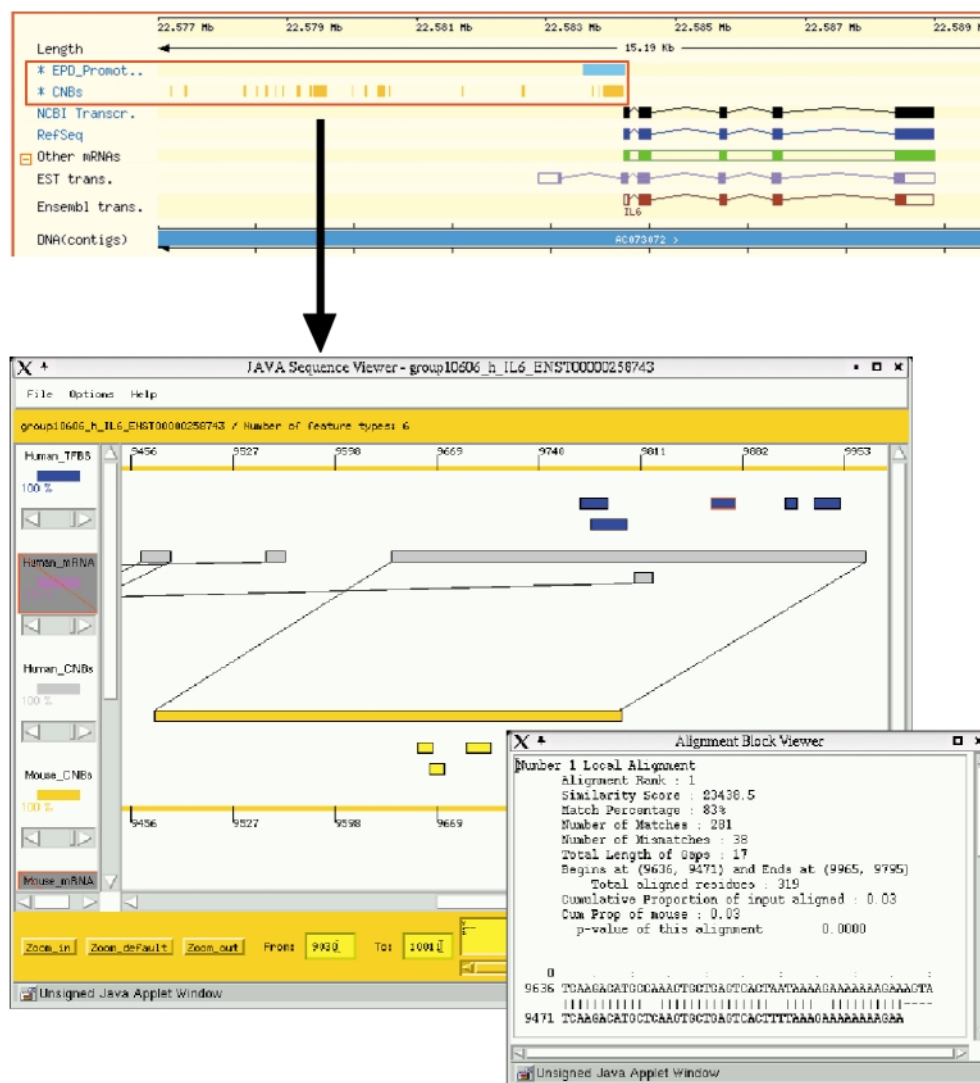 22.577 Mb 22.579 Mb 22.581 Mb 22.583 Mb 22.585 Mb 22.587 Mb 22.589
Length
15.19 Kb
* EPD_Promot..
* CNBs
NCBI Transcr.
RefSeq
Other mRNAs
EST trans.
Ensembl trans.
IL6
DNA(contigs)
AC073072 >
JAVA Sequence Viewer - group10606_h_IL6_ENST00000258743
File Options Help
group10606_h_IL6_ENST00000258743 / Number of feature types: 6
Human_TFBS
100 %
Human_mRNA
Human_CNBs
100 %
Mouse_CNBs
100 %
Mouse_mRNA
9456 9527 9598 9669 9740 9811 9882 9953
9456 9527 9598 9669
Zoom_in Zoom_default Zoom_out From: 9030 To:
Unsigned Java Applet Window
Alignment Block Viewer
Number 1 Local Alignment
Alignment Rank : 1
Similarity Score : 23438.5
Match Percentage : 83%
Number of Matches : 281
Number of Mismatches : 38
Total Length of Gaps : 17
Begins at (9636, 9471) and Ends at (9965, 9795)
Total aligned residues : 319
Cumulative Proportion of input aligned : 0.03
Cum Prop of mouse : 0.03
p-value of this alignment 0.0000
0 . : . : . : . :
9636
9471
Unsigned Java Applet Window